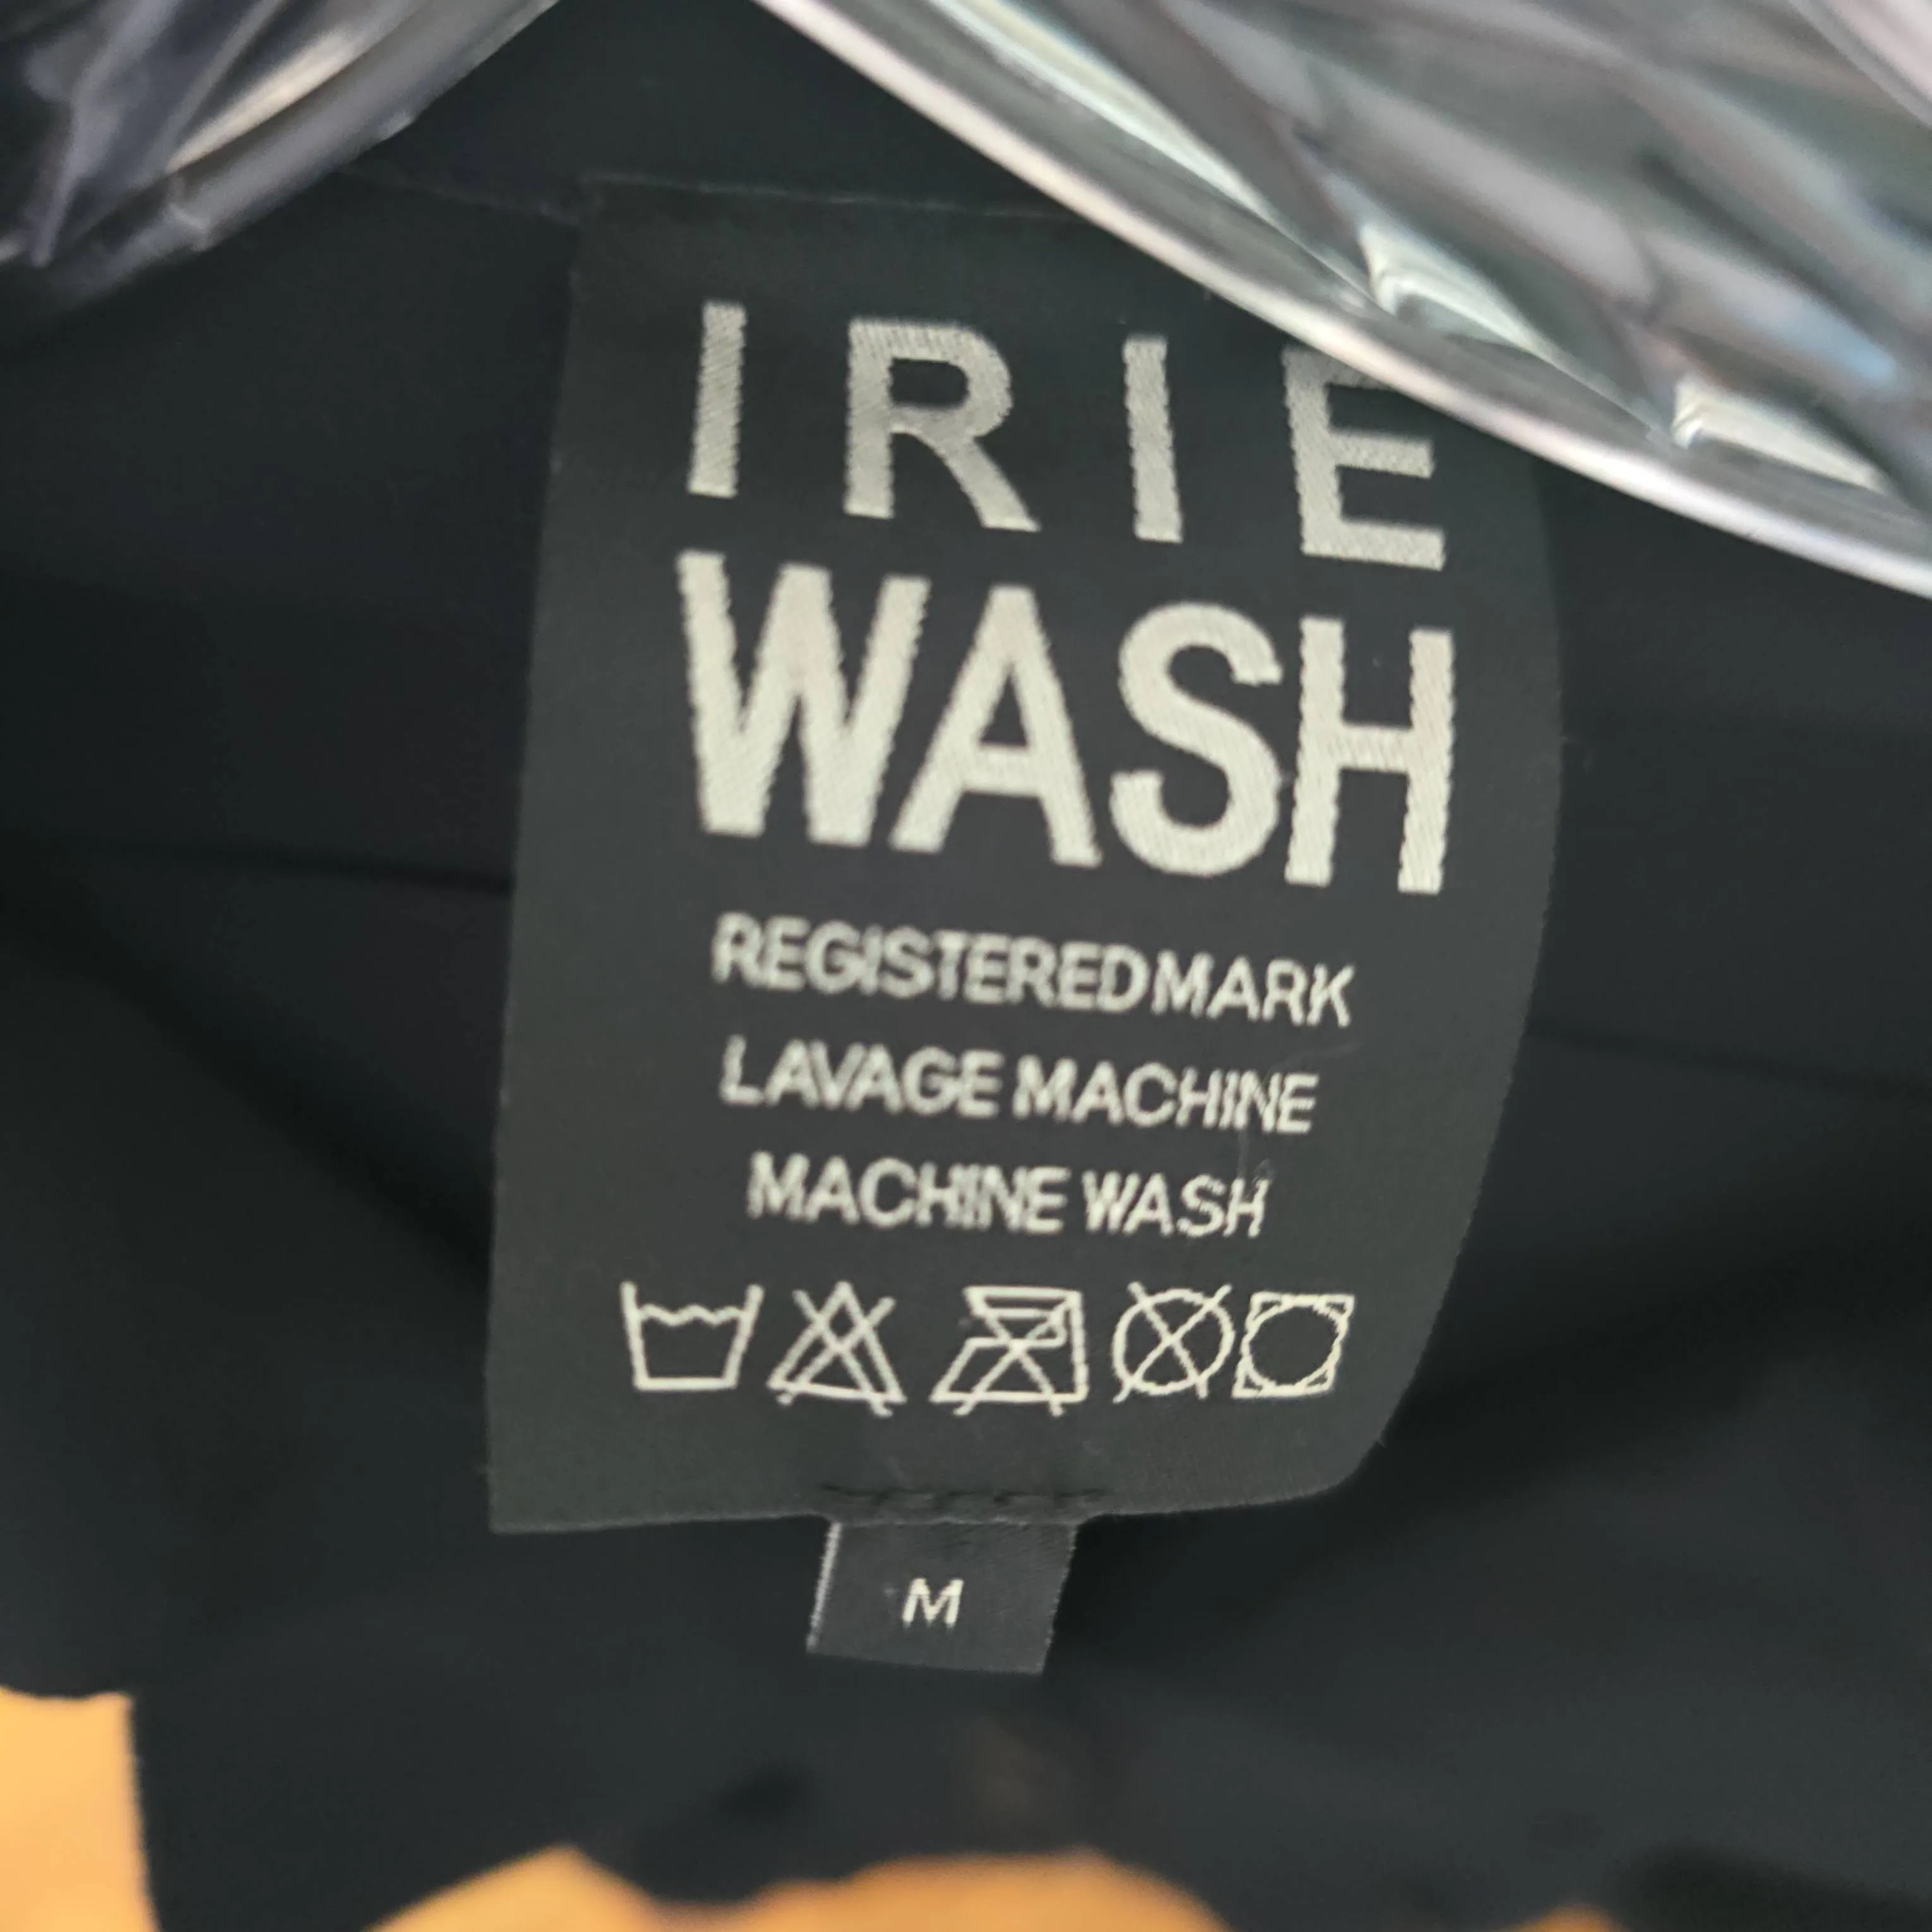 IRIE
WASH
REGISTERED MARK
LAVAGE MACHINE
MACHINE WASH
M